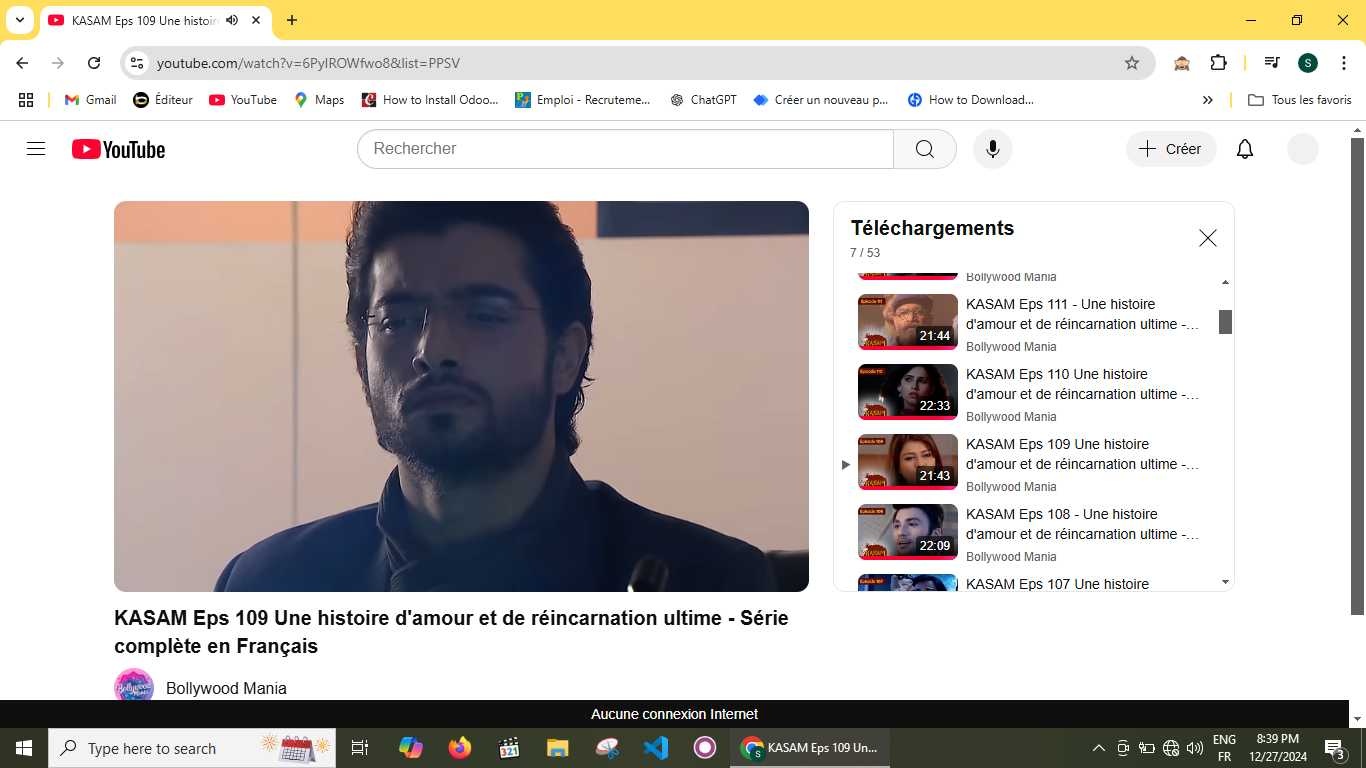 KASAM Eps 109 Une histoir
youtube.com/watch?v=6PyIROWfwo8&list=PPSV
S
Gmail
Éditeur
YouTube
Maps
How to Install Odoo...
Emploi - Recruteme...
ChatGPT
Créer un nouveau p...
How to Download...
Tous les favoris
YouTube
Rechercher
Créer
Téléchargements
7 / 53
Bollywood Mania
KASAM Eps 111 - Une histoire
d'amour et de réincarnation ultime -...
21:44
Bollywood Mania
KASAM Eps 110 Une histoire
d'amour et de réincarnation ultime -...
22:33
Bollywood Mania
KASAM Eps 109 Une histoire
d'amour et de réincarnation ultime -...
21:43
Bollywood Mania
KASAM Eps 108 - Une histoire
d'amour et de réincarnation ultime -...
22:09
Bollywood Mania
KASAM Eps 107 Une histoire
KASAM Eps 109 Une histoire d'amour et de réincarnation ultime - Série
complète en Français
Bollywood Mania
Aucune connexion Internet
Type here to search
KASAM Eps 109 Un...
ENG
FR
8:39 PM
12/27/2024
3